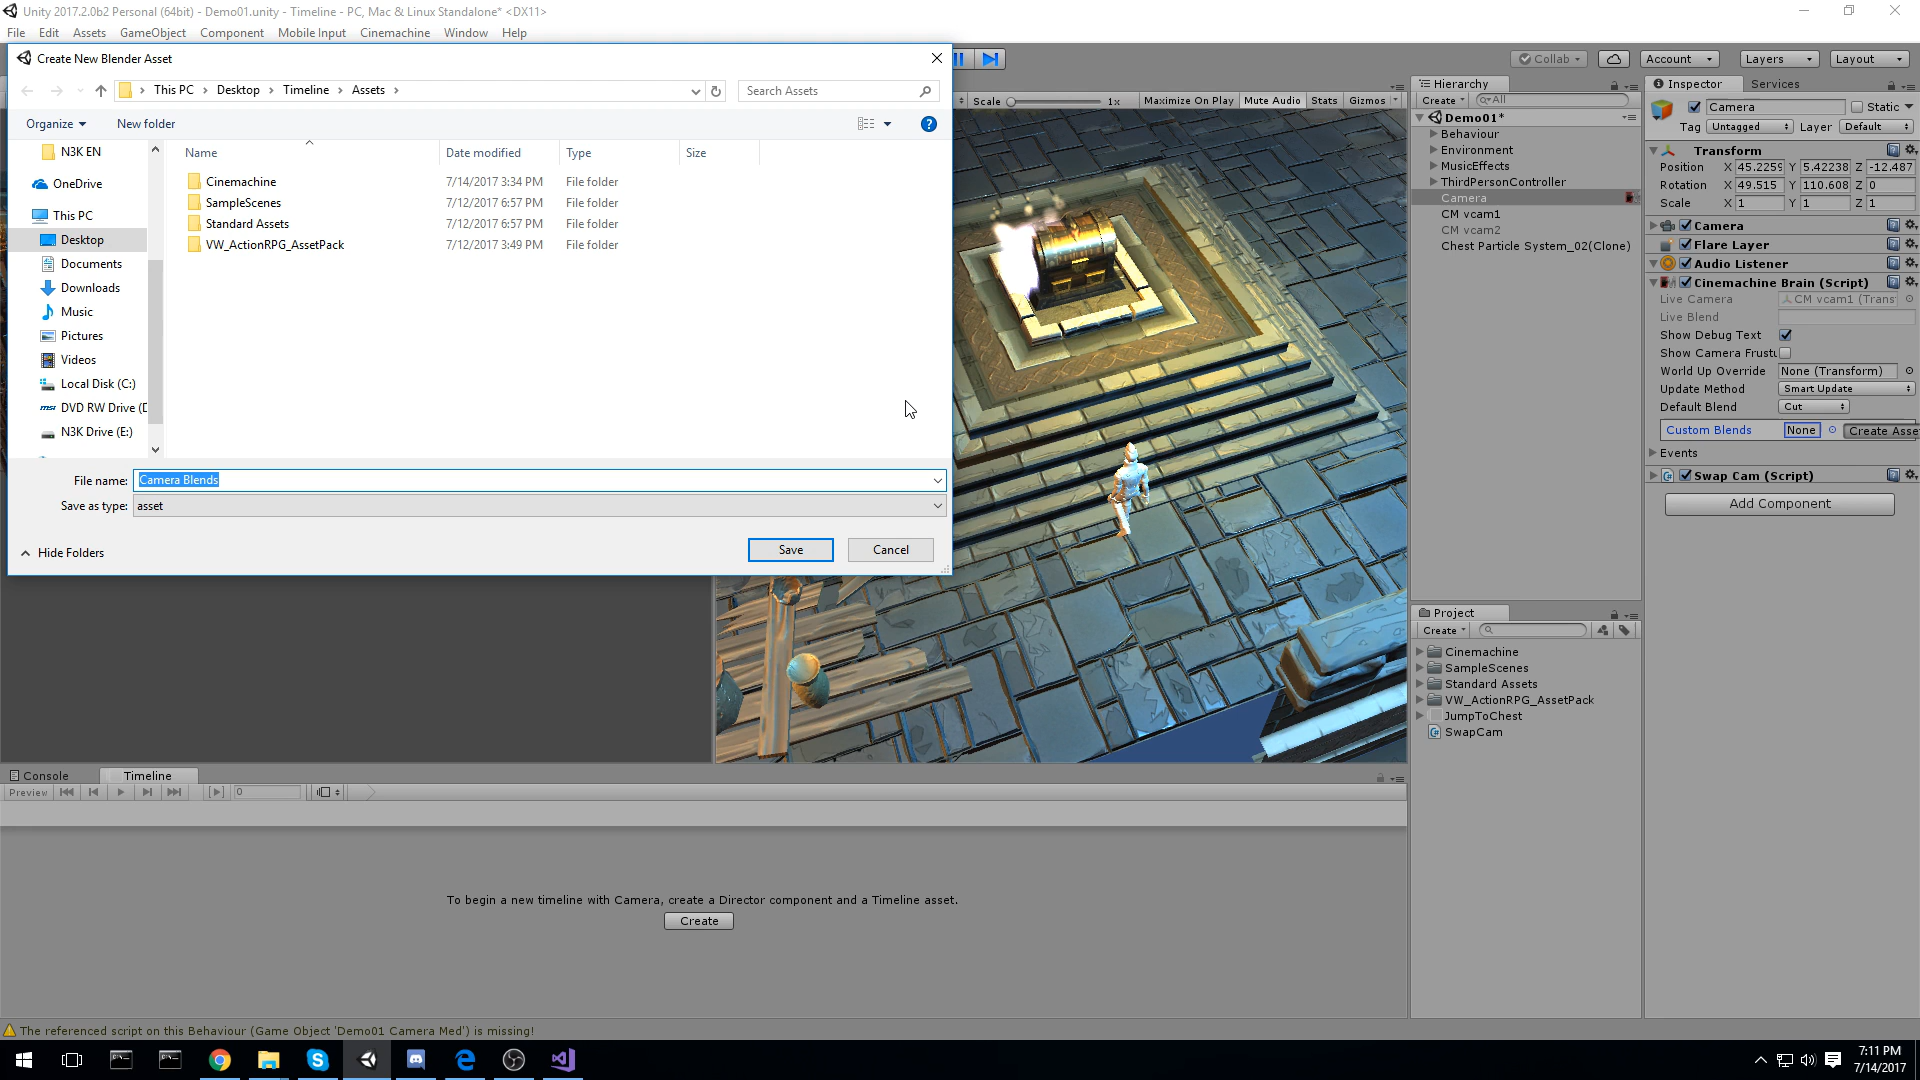 Unity 2017.2.0b2 Personal (64bit) - Demo01.unity - Timeline - PC, Mac & Linux Standalone* <DX11>
File Edit Assets GameObject Component Mobile Input Cinemachine Window Help
Create New Blender Asset
This PC > Desktop > Timeline > Assets >
Search Assets
Organize New folder
Name Date modified Type Size
N3K EN
OneDrive
This PC
Desktop
Documents
Downloads
Music
Pictures
Videos
Local Disk (C:)
DVD RW Drive (D
N3K Drive (E:)
Cinemachine 7/14/2017 3:34 PM File folder
SampleScenes 7/12/2017 6:57 PM File folder
Standard Assets 7/12/2017 6:57 PM File folder
VW_ActionRPG_AssetPack 7/12/2017 3:49 PM File folder
File name: Camera Blends
Save as type: asset
Hide Folders
Save Cancel
Collab Account Layers Layout
Scale 1x Maximize On Play Mute Audio Stats Gizmos
Hierarchy
Create All
Demo01*
Behaviour
Environment
MusicEffects
ThirdPersonController
Camera
CM vcam1
CM vcam2
Chest Particle System_02(Clone)
Project
Create
Cinemachine
SampleScenes
Standard Assets
VW_ActionRPG_AssetPack
JumpToChest
SwapCam
Inspector Services
Camera Static
Tag Untagged Layer Default
Transform
Position X 45.2259 Y 5.42238 Z -12.487
Rotation X 49.515 Y 110.608 Z 0
Scale X 1 Y 1 Z 1
Camera
Flare Layer
Audio Listener
Cinemachine Brain (Script)
Live Camera CM vcam1 (Trans
Live Blend
Show Debug Text
Show Camera Frustu
World Up Override None (Transform)
Update Method Smart Update
Default Blend Cut
Custom Blends None Create Asse
Events
Swap Cam (Script)
Add Component
Console Timeline
Preview 0
To begin a new timeline with Camera, create a Director component and a Timeline asset.
Create
The referenced script on this Behaviour (Game Object 'Demo01 Camera Med') is missing!
7:11 PM
7/14/2017